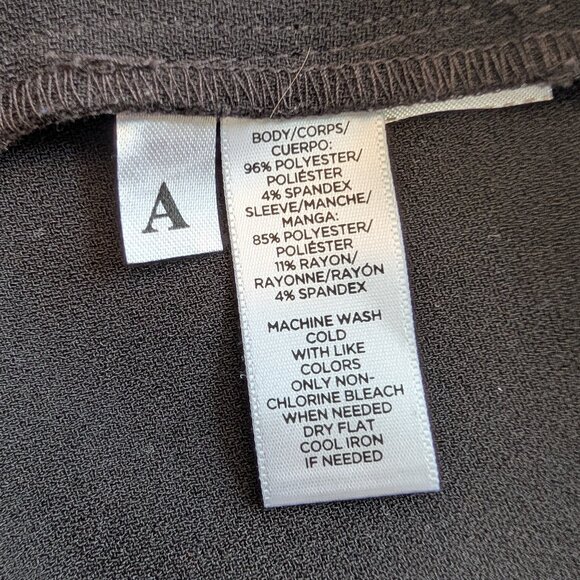 A
BODY/CORPS/
CUERPO:
96% POLYESTER/
POLIÉSTER
4% SPANDEX
SLEEVE/MANCHE/
MANGA:
85% POLYESTER/
POLIÉSTER
11% RAYON/
RAYONNE/RAYÓN
4% SPANDEX
MACHINE WASH
COLD
WITH LIKE
COLORS
ONLY NON-
CHLORINE BLEACH
WHEN NEEDED
DRY FLAT
COOL IRON
IF NEEDED